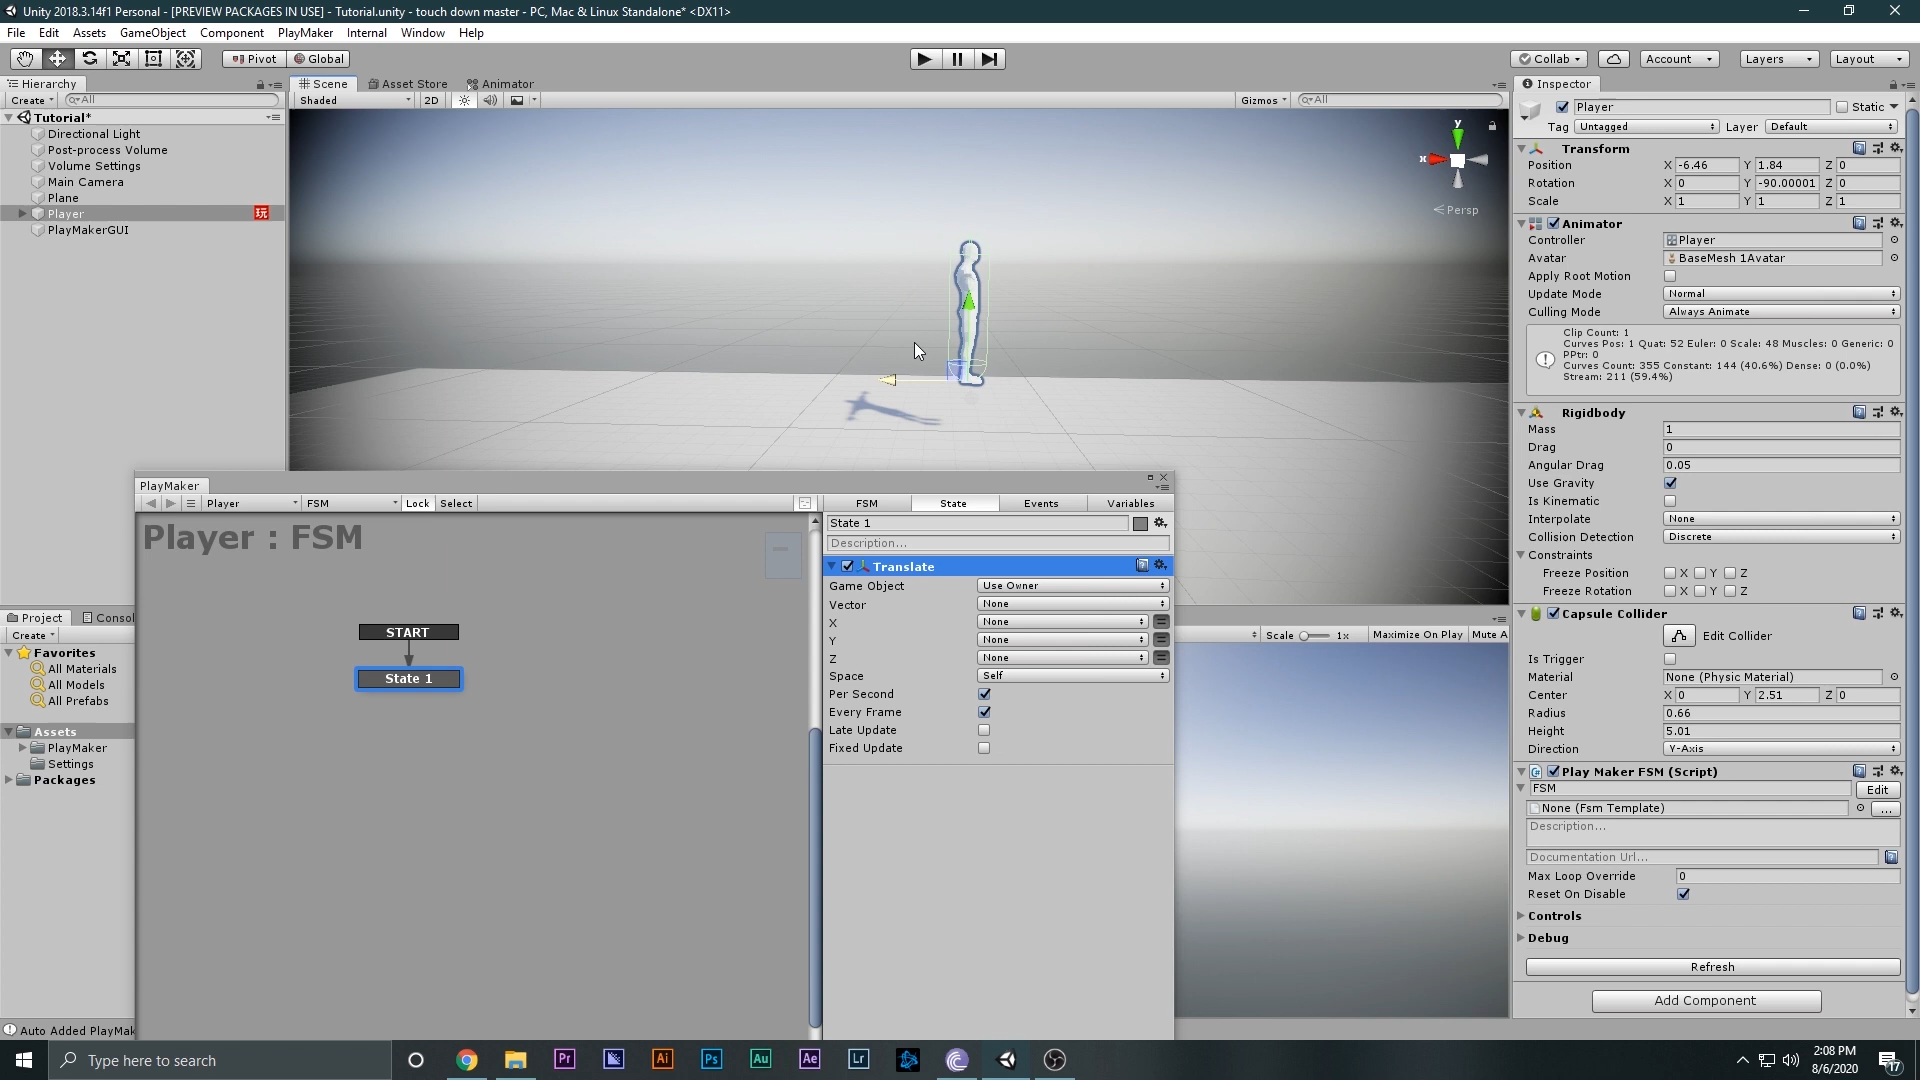 Unity 2018.3.14f1 Personal - [PREVIEW PACKAGES IN USE] - Tutorial.unity - touch down master - PC, Mac & Linux Standalone* <DX11>
File Edit Assets GameObject Component PlayMaker Internal Window Help
Pivot Global Collab Account Layers Layout
Hierarchy
Create All
Tutorial*
Directional Light
Post-process Volume
Volume Settings
Main Camera
Plane
Player 玩
PlayMakerGUI
Scene Asset Store Animator
Shaded 2D Gizmos All
y
x
Persp
Inspector
Player Static
Tag Untagged Layer Default
Transform
Position X -6.46 Y 1.84 Z 0
Rotation X 0 Y -90.00001 Z 0
Scale X 1 Y 1 Z 1
Animator
Controller Player
Avatar BaseMesh 1Avatar
Apply Root Motion
Update Mode Normal
Culling Mode Always Animate
Clip Count: 1
Curves Pos: 1 Quat: 52 Euler: 0 Scale: 48 Muscles: 0 Generic: 0
PPtr: 0
Curves Count: 355 Constant: 144 (40.6%) Dense: 0 (0.0%)
Stream: 211 (59.4%)
Rigidbody
Mass 1
Drag 0
Angular Drag 0.05
Use Gravity
Is Kinematic
Interpolate None
Collision Detection Discrete
Constraints
Freeze Position X Y Z
Freeze Rotation X Y Z
Capsule Collider
Edit Collider
Is Trigger
Material None (Physic Material)
Center X 0 Y 2.51 Z 0
Radius 0.66
Height 5.01
Direction Y-Axis
Play Maker FSM (Script)
FSM Edit
None (Fsm Template) ...
Description...
Documentation Url...
Max Loop Override 0
Reset On Disable
Controls
Debug
Refresh
Add Component
PlayMaker
Player FSM Lock Select
Player : FSM
START
State 1
FSM State Events Variables
State 1
Description...
Translate
Game Object Use Owner
Vector None
X None
Y None
Z None
Space Self
Per Second
Every Frame
Late Update
Fixed Update
Scale 1x Maximize On Play Mute A
Project Consol
Create
Favorites
All Materials
All Models
All Prefabs
Assets
PlayMaker
Settings
Packages
Auto Added PlayMak
Type here to search
Pr Ai Ps Au Ae Lr
2:08 PM
8/6/2020
17